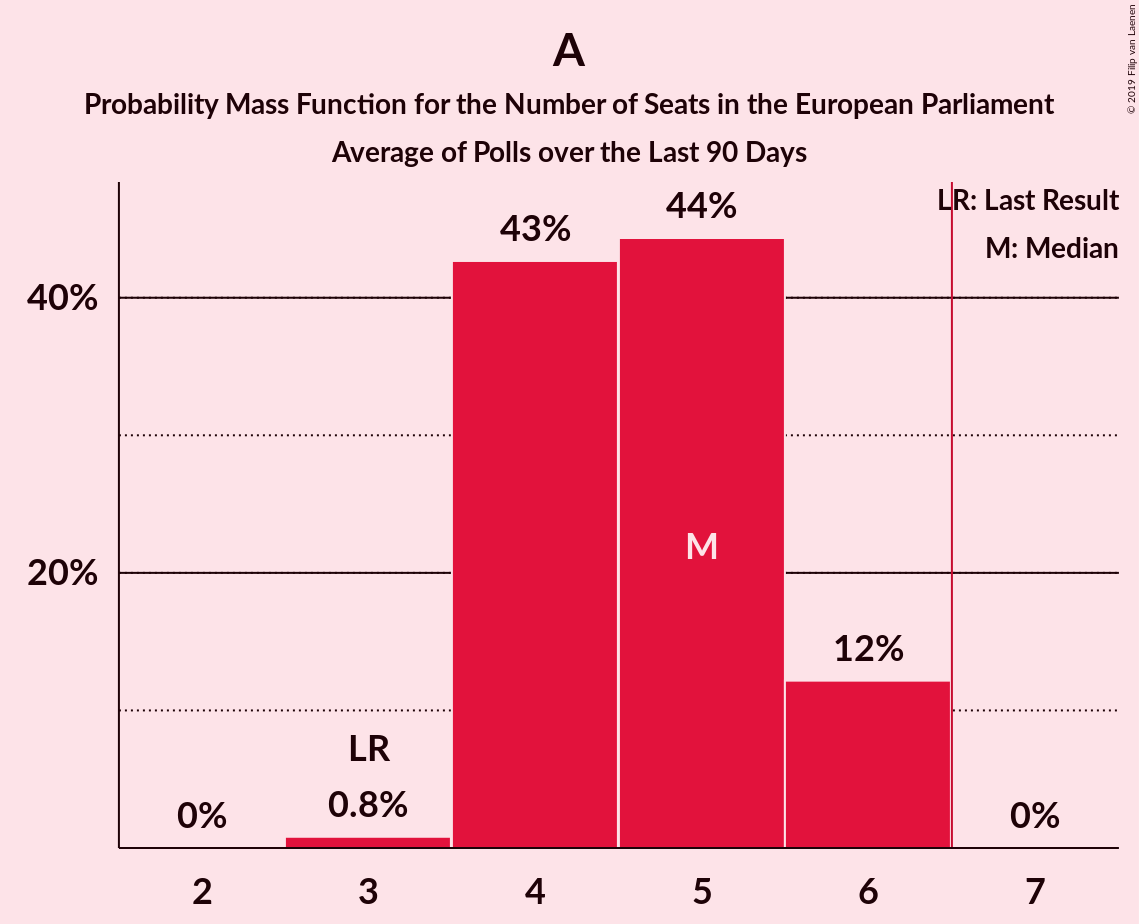 A
Probability Mass Function for the Number of Seats in the European Parliament
Average of Polls over the Last 90 Days
© 2019 Filip van Laenen
LR: Last Result
M: Median
43%
44%
40%
M
20%
12%
LR
0.8%
0%
0%
2 3 4 5 6 7